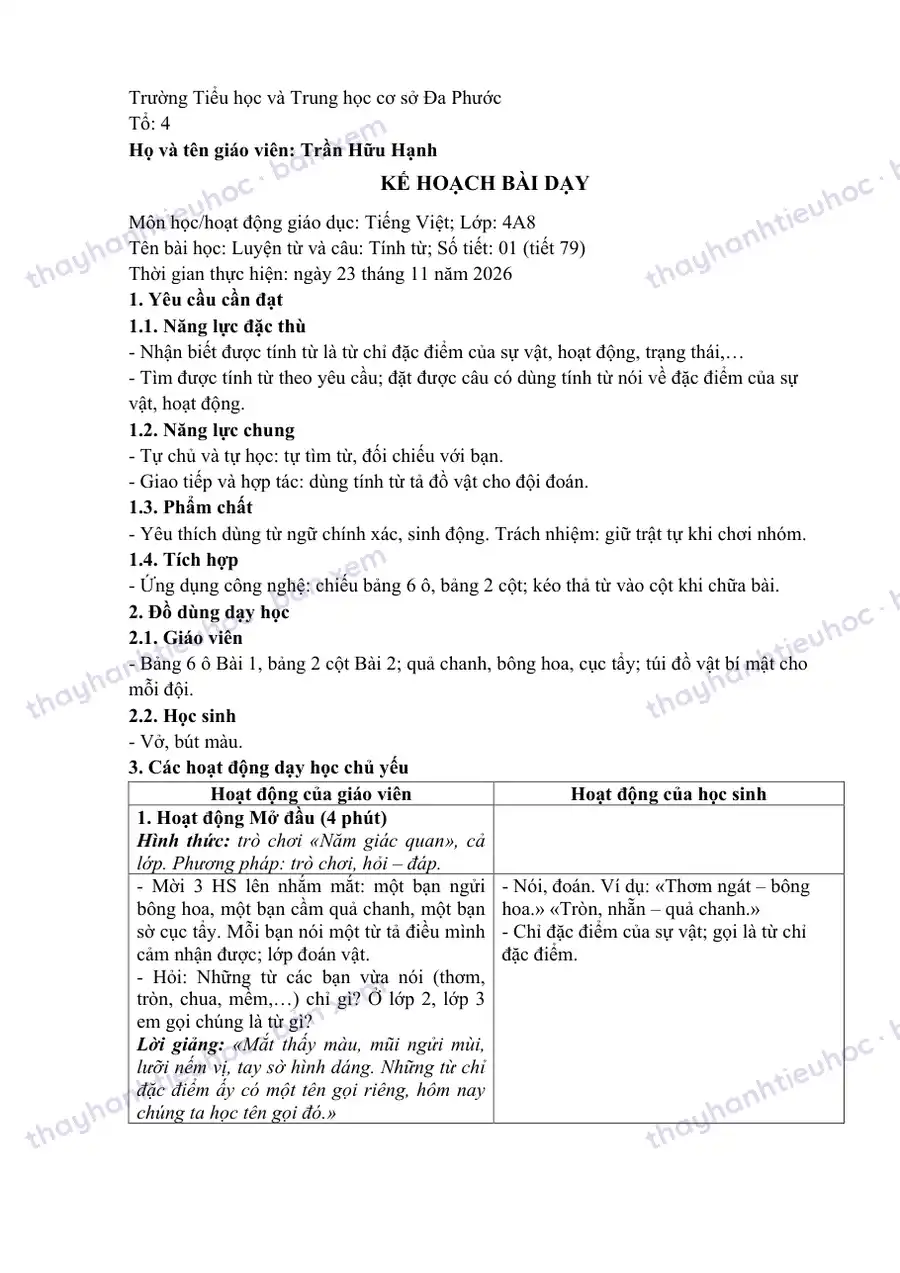 Trường Tiểu học và Trung học cơ sở Đa Phước
Tổ: 4
Họ và tên giáo viên: Trần Hữu Hạnh
KẾ HOẠCH BÀI DẠY
Môn học/hoạt động giáo dục: Tiếng Việt; Lớp: 4A8
Tên bài học: Luyện từ và câu: Tính từ; Số tiết: 01 (tiết 79)
Thời gian thực hiện: ngày 23 tháng 11 năm 2026
1. Yêu cầu cần đạt
1.1. Năng lực đặc thù
- Nhận biết được tính từ là từ chỉ đặc điểm của sự vật, hoạt động, trạng thái,…
- Tìm được tính từ theo yêu cầu; đặt được câu có dùng tính từ nói về đặc điểm của sự
vật, hoạt động.
1.2. Năng lực chung
- Tự chủ và tự học: tự tìm từ, đối chiếu với bạn.
- Giao tiếp và hợp tác: dùng tính từ tả đồ vật cho đội đoán.
1.3. Phẩm chất
- Yêu thích dùng từ ngữ chính xác, sinh động. Trách nhiệm: giữ trật tự khi chơi nhóm.
1.4. Tích hợp
- Ứng dụng công nghệ: chiếu bảng 6 ô, bảng 2 cột; kéo thả từ vào cột khi chữa bài.
2. Đồ dùng dạy học
2.1. Giáo viên
- Bảng 6 ô Bài 1, bảng 2 cột Bài 2; quả chanh, bông hoa, cục tẩy; túi đồ vật bí mật cho
mỗi đội.
2.2. Học sinh
- Vở, bút màu.
3. Các hoạt động dạy học chủ yếu
Hoạt động của giáo viên
Hoạt động của học sinh
1. Hoạt động Mở đầu (4 phút)
Hình thức: trò chơi «Năm giác quan», cả
lớp. Phương pháp: trò chơi, hỏi – đáp.
- Mời 3 HS lên nhắm mắt: một bạn ngửi
bông hoa, một bạn cầm quả chanh, một bạn
sờ cục tẩy. Mỗi bạn nói một từ tả điều mình
cảm nhận được; lớp đoán vật.
- Hỏi: Những từ các bạn vừa nói (thơm,
tròn, chua, mềm,…) chỉ gì? Ở lớp 2, lớp 3
em gọi chúng là từ gì?
Lời giảng: «Mắt thấy màu, mũi ngửi mùi,
lưỡi nếm vị, tay sờ hình dáng. Những từ chỉ
đặc điểm ấy có một tên gọi riêng, hôm nay
chúng ta học tên gọi đó.»
- Nói, đoán. Ví dụ: «Thơm ngát – bông
hoa.» «Tròn, nhẵn – quả chanh.»
- Chỉ đặc điểm của sự vật; gọi là từ chỉ
đặc điểm.
thayhanhtieuhoc · bản xem
thayhanhtieuhoc · b
thayhanhtieuhoc · bản xem
thayhanhtieuhoc · b
thayhanhtieuhoc · bản xem
thayhanhtieuhoc · b